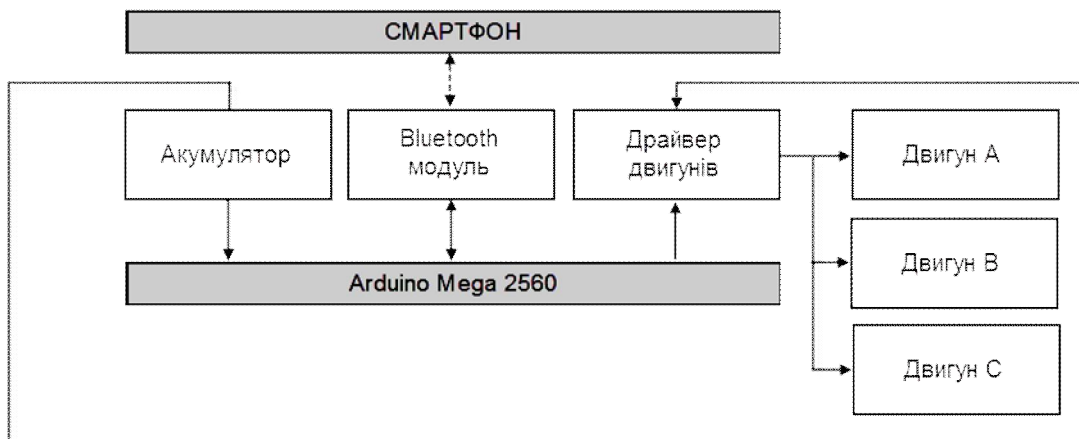 СМАРТФОН
Акумулятор
Bluetooth
модуль
Драйвер
двигунів
Двигун А
Двигун В
Двигун С
Arduino Mega 2560